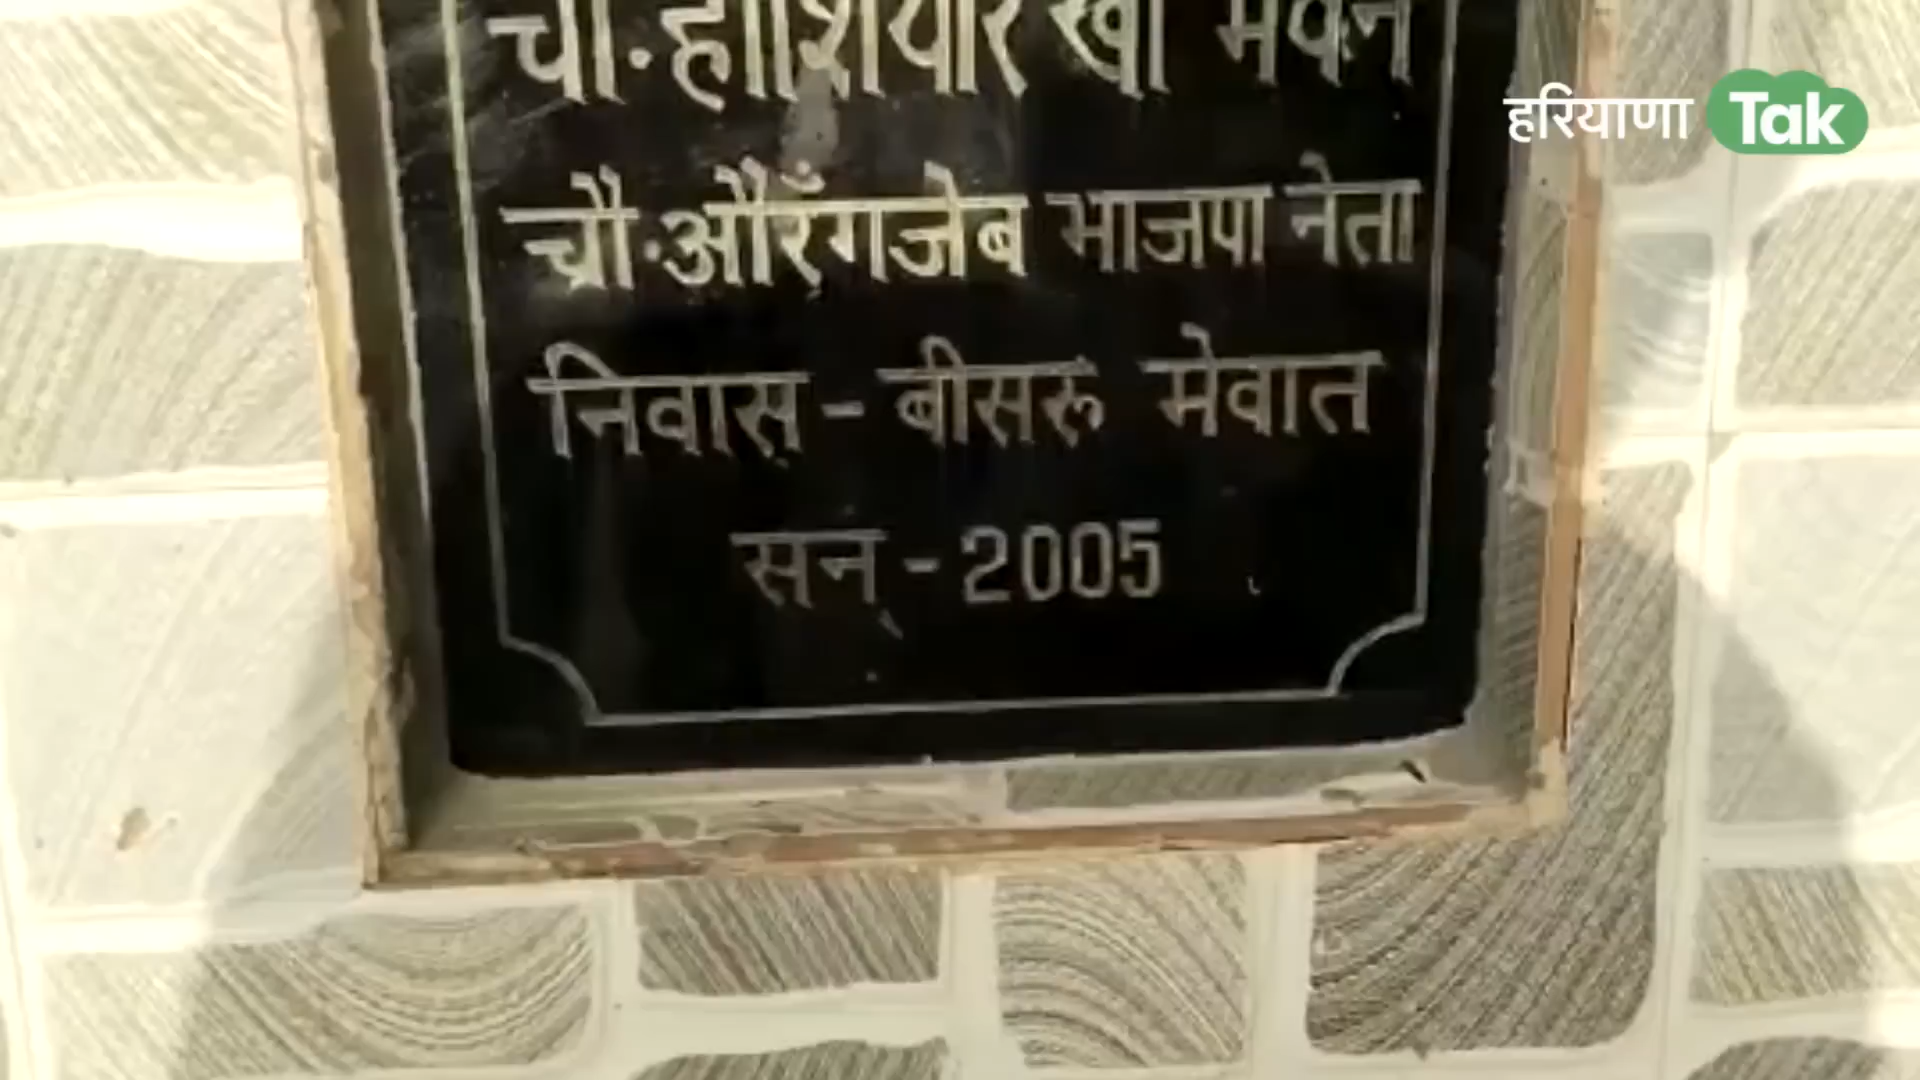 चौ. होशियार खाँ भवन
हरियाणा Tak
चौ. औरँगजेब भाजपा नेता
निवास - बीसरू मेवात
सन् - 2005